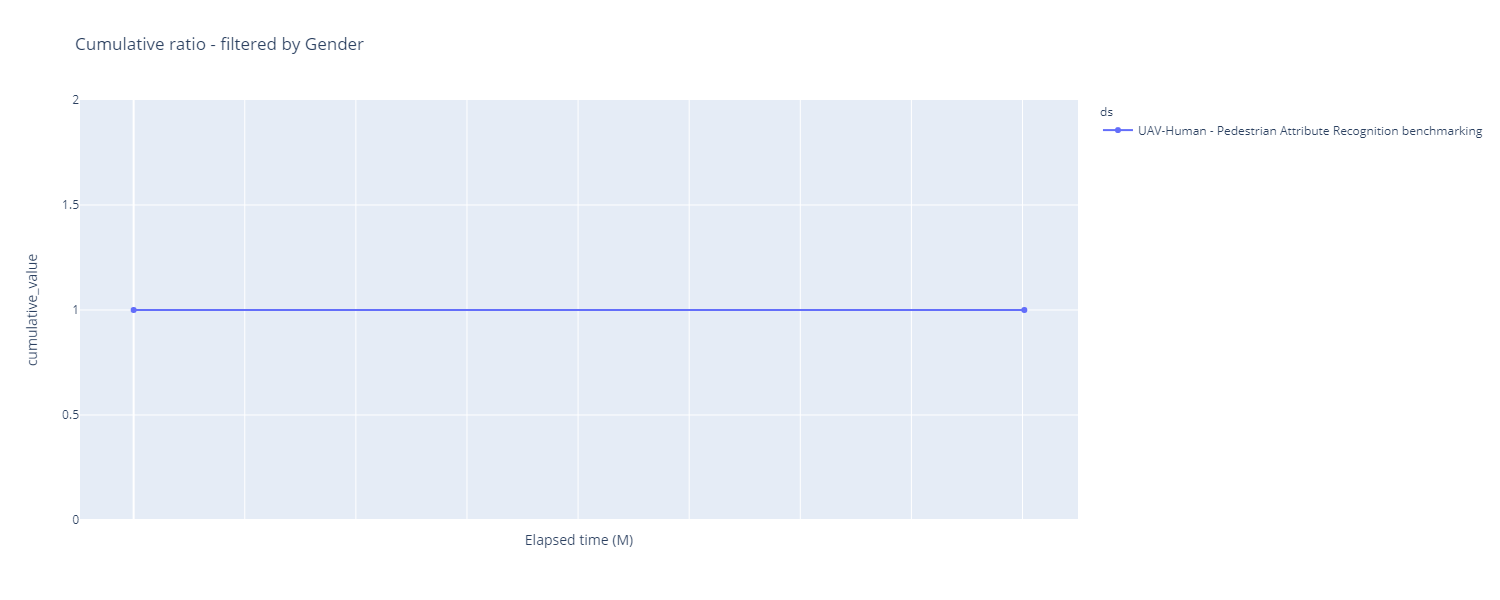 Cumulative ratio - filtered by Gender
2
1.5
1
0.5
0
cumulative_value
Elapsed time (M)
ds
UAV-Human - Pedestrian Attribute Recognition benchmarking